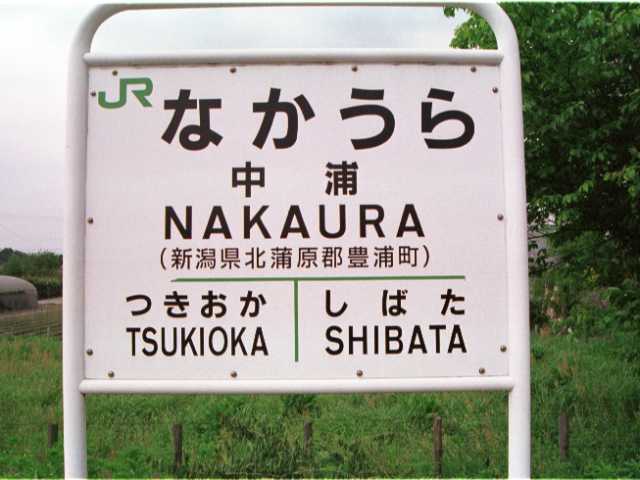 JR なかうら
中浦
NAKAURA
(新潟県北蒲原郡豊浦町)
つきおか しばた
TSUKIOKA SHIBATA